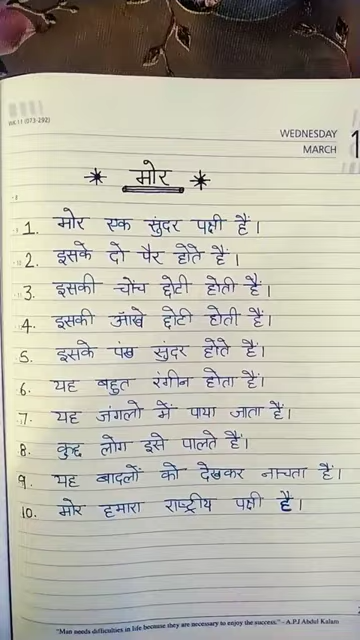 WK 11 (073-292)
WEDNESDAY
MARCH 1
* मोर *
1. मोर एक सुंदर पक्षी हैं।
2. इसके दो पैर होते हैं।
3. इसकी चोंच छोटी होती हैं।
4. इसकी आँखे छोटी होती हैं।
5. इसके पंख सुंदर होते हैं।
6. यह बहुत रंगीन होता हैं।
7. यह जंगलो में पाया जाता हैं।
8. कुछ लोग इसे पालते हैं।
9. यह बादलों को देखकर नाचता हैं।
10. मोर हमारा राष्ट्रीय पक्षी हैं।
"Man needs difficulties in life because they are necessary to enjoy the success." - A.P.J Abdul Kalam